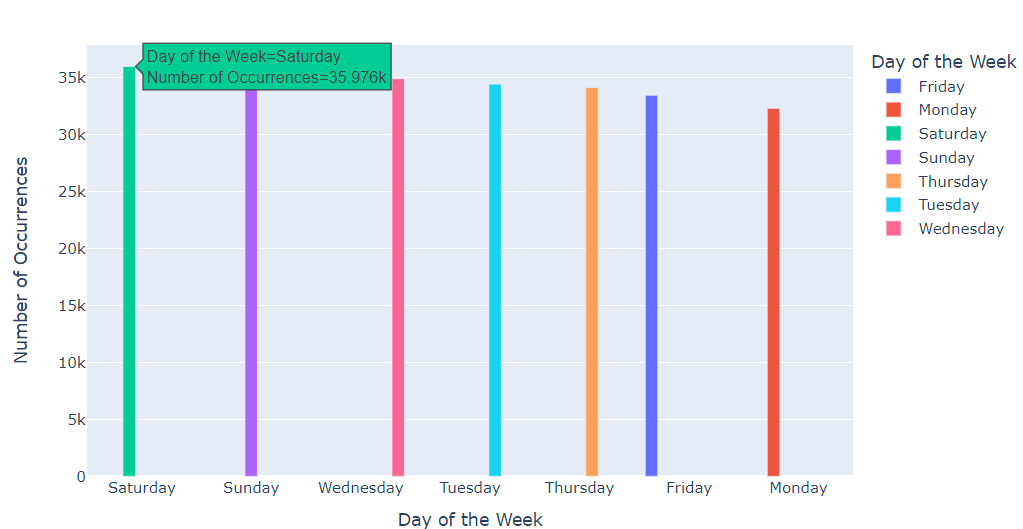 Day of the Week=Saturday
Number of Occurrences=35.976k
Number of Occurrences
35k
30k
25k
20k
15k
10k
5k
0
Saturday Sunday Wednesday Tuesday Thursday Friday Monday
Day of the Week
Day of the Week
Friday
Monday
Saturday
Sunday
Thursday
Tuesday
Wednesday